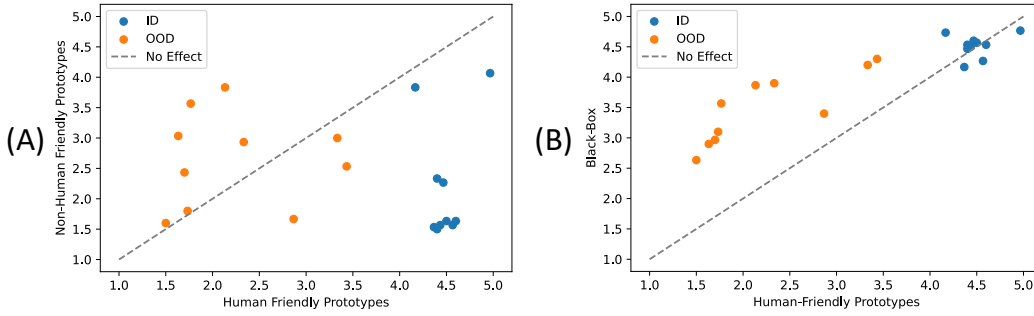 (A)
Non-Human Friendly Prototypes
5.0
4.5
4.0
3.5
3.0
2.5
2.0
1.5
1.0
ID
OOD
No Effect
1.0 1.5 2.0 2.5 3.0 3.5 4.0 4.5 5.0
Human Friendly Prototypes
(B)
Black-Box
5.0
4.5
4.0
3.5
3.0
2.5
2.0
1.5
1.0
ID
OOD
No Effect
1.0 1.5 2.0 2.5 3.0 3.5 4.0 4.5 5.0
Human-Friendly Prototypes